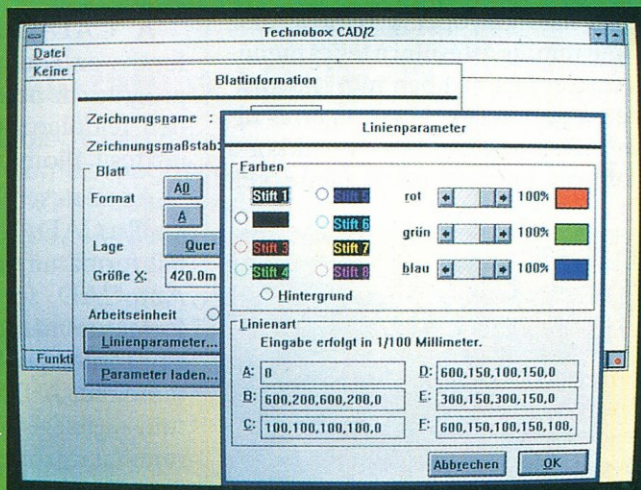 Technobox CAD/2
Datei
Keine
Blattinformation
Zeichnungsname :
Zeichnungsmaßstab:
Blatt
Format
A0
A
Lage
Quer
Größe X: 420.0m
Arbeitseinheit
Linienparameter...
Parameter laden...
Funkti
Linienparameter
Farben
Stift 1
Stift 5
rot
100%
Stift 6
Stift 3
Stift 7
grün
100%
Stift 4
Stift 8
blau
100%
Hintergrund
Linienart
Eingabe erfolgt in 1/100 Millimeter.
A: 0
D: 600,150,100,150,0
B: 600,200,600,200,0
E: 300,150,300,150,0
C: 100,100,100,100,0
F: 600,150,100,150,100,
Abbrechen
OK